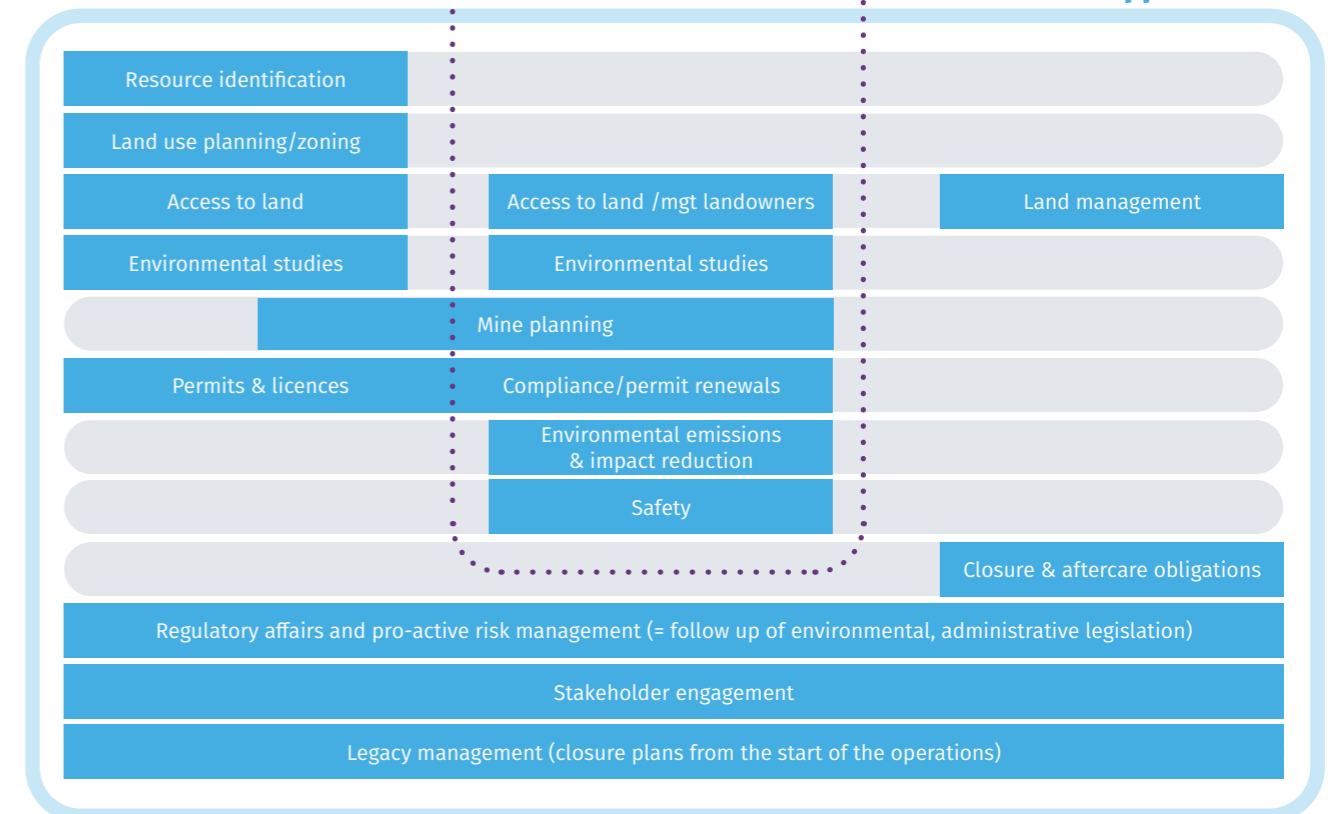 Resource identification
Land use planning/zoning
Access to land
Access to land /mgt landowners
Land management
Environmental studies
Environmental studies
Mine planning
Permits & licences
Compliance/permit renewals
Environmental emissions
& impact reduction
Safety
Closure & aftercare obligations
Regulatory affairs and pro-active risk management (= follow up of environmental, administrative legislation)
Stakeholder engagement
Legacy management (closure plans from the start of the operations)